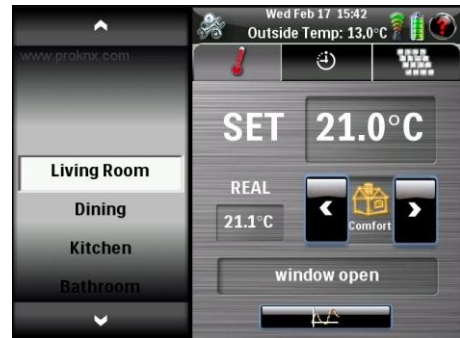 www.proknx.com
Living Room
Dining
Kitchen
Bathroom
Wed Feb 17 15:42
Outside Temp: 13,0°C
?
SET 21.0°C
REAL
21.1°C
Comfort
window open